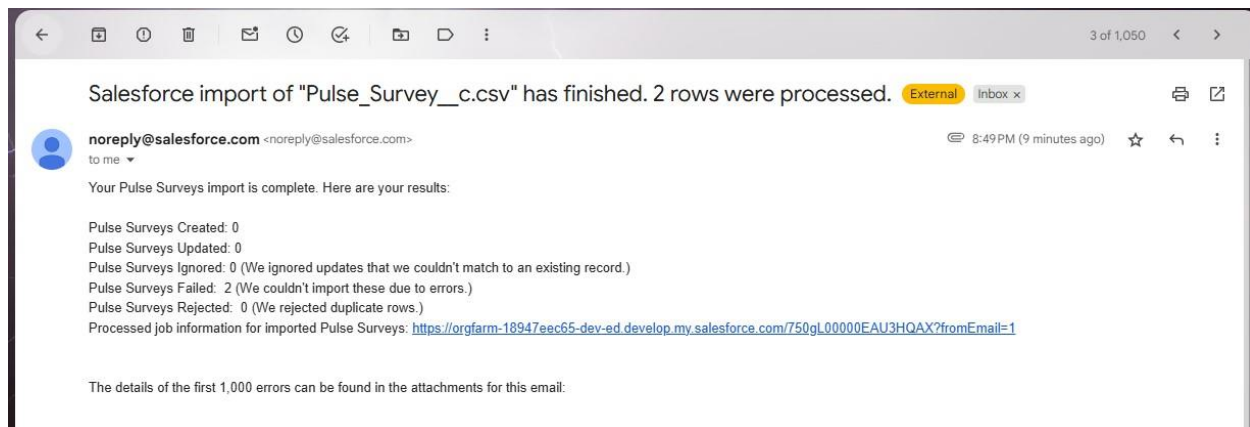 3 of 1,050
Salesforce import of "Pulse_Survey__c.csv" has finished. 2 rows were processed. External Inbox x
noreply@salesforce.com <noreply@salesforce.com> 8:49 PM (9 minutes ago)
to me
Your Pulse Surveys import is complete. Here are your results:
Pulse Surveys Created: 0
Pulse Surveys Updated: 0
Pulse Surveys Ignored: 0 (We ignored updates that we couldn't match to an existing record.)
Pulse Surveys Failed: 2 (We couldn't import these due to errors.)
Pulse Surveys Rejected: 0 (We rejected duplicate rows.)
Processed job information for imported Pulse Surveys: https://orgfarm-18947eec65-dev-ed.develop.my.salesforce.com/750gL00000EAU3HQAX?fromEmail=1
The details of the first 1,000 errors can be found in the attachments for this email: